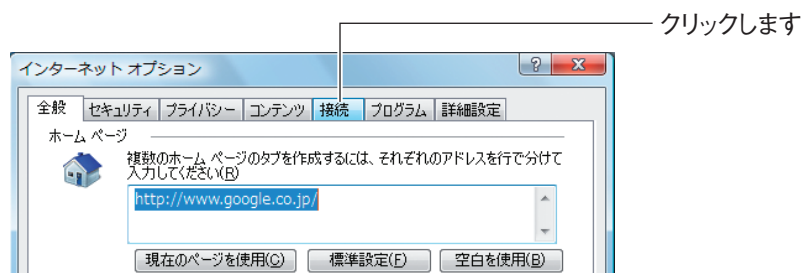 クリックします
インターネット オプション
全般 セキュリティ プライバシー コンテンツ 接続 プログラム 詳細設定
ホーム ページ
複数のホーム ページのタブを作成するには、それぞれのアドレスを行で分けて
入力してください(R)
http://www.google.co.jp/
現在のページを使用(C) 標準設定(F) 空白を使用(B)